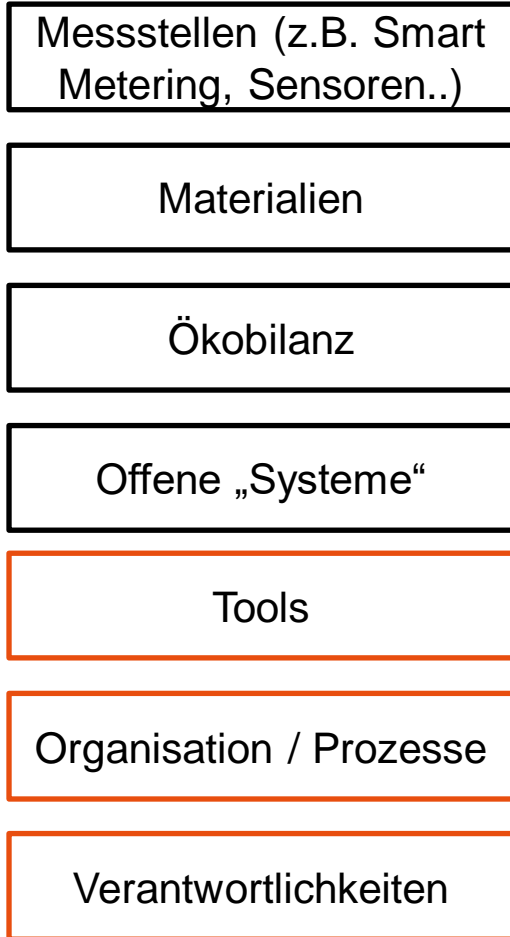 Messstellen (z.B. Smart
Metering, Sensoren..)
Materialien
Ökobilanz
Offene „Systeme“
Tools
Organisation / Prozesse
Verantwortlichkeiten